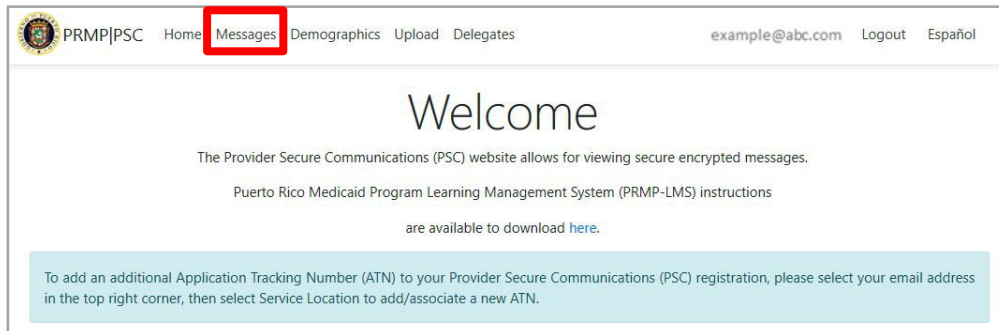 PRMP|PSC Home Messages Demographics Upload Delegates example@abc.com Logout Español
Welcome
The Provider Secure Communications (PSC) website allows for viewing secure encrypted messages.
Puerto Rico Medicaid Program Learning Management System (PRMP-LMS) instructions
are available to download here.
To add an additional Application Tracking Number (ATN) to your Provider Secure Communications (PSC) registration, please select your email address
in the top right corner, then select Service Location to add/associate a new ATN.